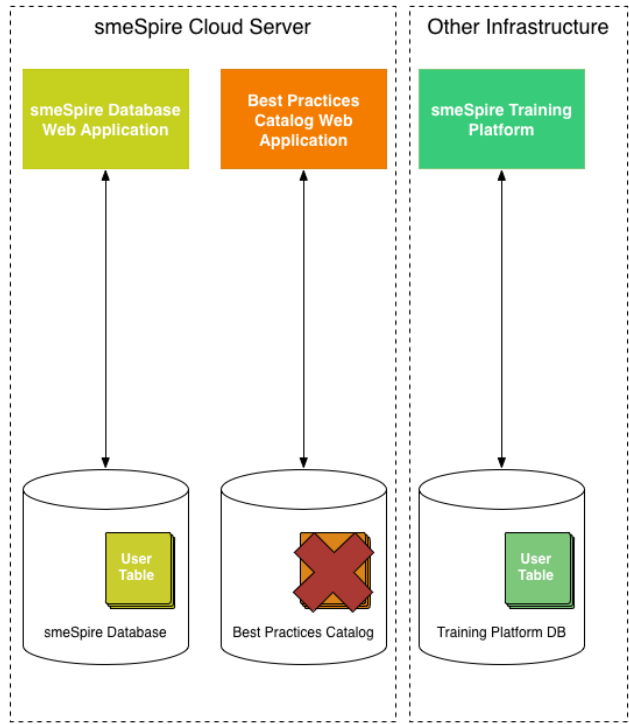 smeSpire Cloud Server
Other Infrastructure
smeSpire Database
Web Application
Best Practices
Catalog Web
Application
smeSpire Training
Platform
User
Table
User
Table
smeSpire Database
Best Practices Catalog
Training Platform DB